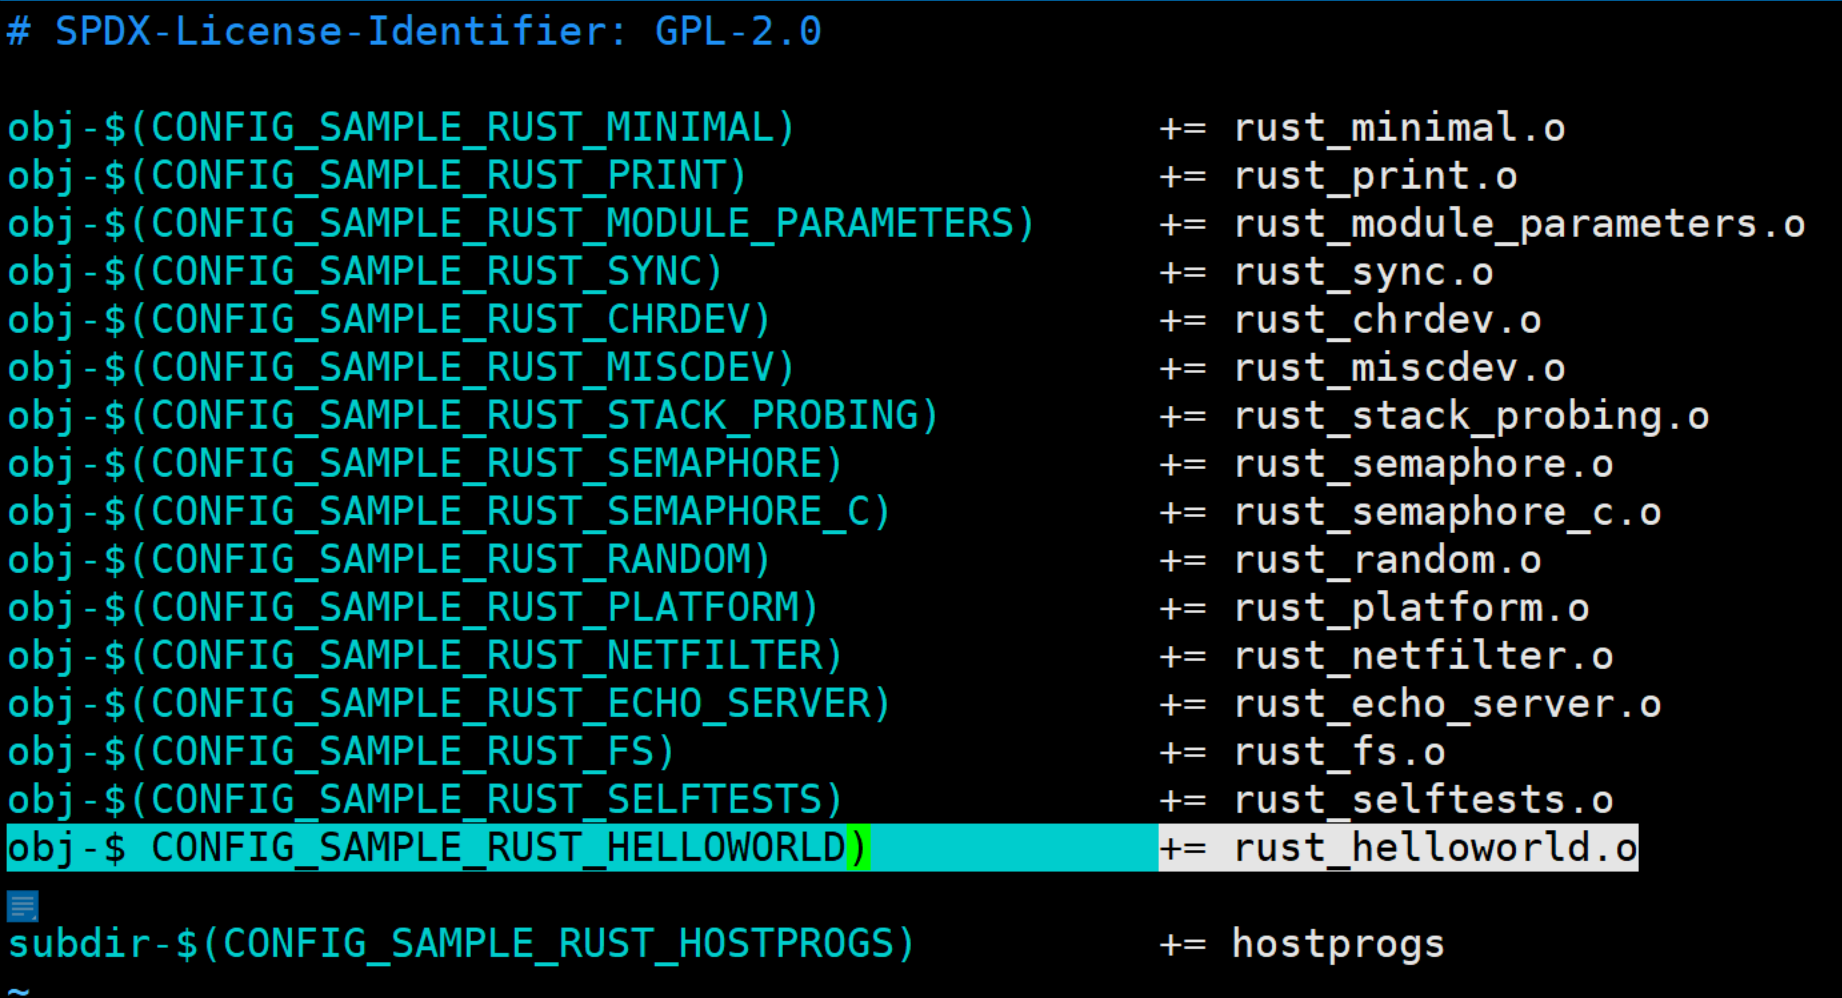 # SPDX-License-Identifier: GPL-2.0
obj-$(CONFIG_SAMPLE_RUST_MINIMAL) += rust_minimal.o
obj-$(CONFIG_SAMPLE_RUST_PRINT) += rust_print.o
obj-$(CONFIG_SAMPLE_RUST_MODULE_PARAMETERS) += rust_module_parameters.o
obj-$(CONFIG_SAMPLE_RUST_SYNC) += rust_sync.o
obj-$(CONFIG_SAMPLE_RUST_CHRDEV) += rust_chrdev.o
obj-$(CONFIG_SAMPLE_RUST_MISCDEV) += rust_miscdev.o
obj-$(CONFIG_SAMPLE_RUST_STACK_PROBING) += rust_stack_probing.o
obj-$(CONFIG_SAMPLE_RUST_SEMAPHORE) += rust_semaphore.o
obj-$(CONFIG_SAMPLE_RUST_SEMAPHORE_C) += rust_semaphore_c.o
obj-$(CONFIG_SAMPLE_RUST_RANDOM) += rust_random.o
obj-$(CONFIG_SAMPLE_RUST_PLATFORM) += rust_platform.o
obj-$(CONFIG_SAMPLE_RUST_NETFILTER) += rust_netfilter.o
obj-$(CONFIG_SAMPLE_RUST_ECHO_SERVER) += rust_echo_server.o
obj-$(CONFIG_SAMPLE_RUST_FS) += rust_fs.o
obj-$(CONFIG_SAMPLE_RUST_SELFTESTS) += rust_selftests.o
obj-$ CONFIG_SAMPLE_RUST_HELLOWORLD) += rust_helloworld.o
subdir-$(CONFIG_SAMPLE_RUST_HOSTPROGS) += hostprogs
~